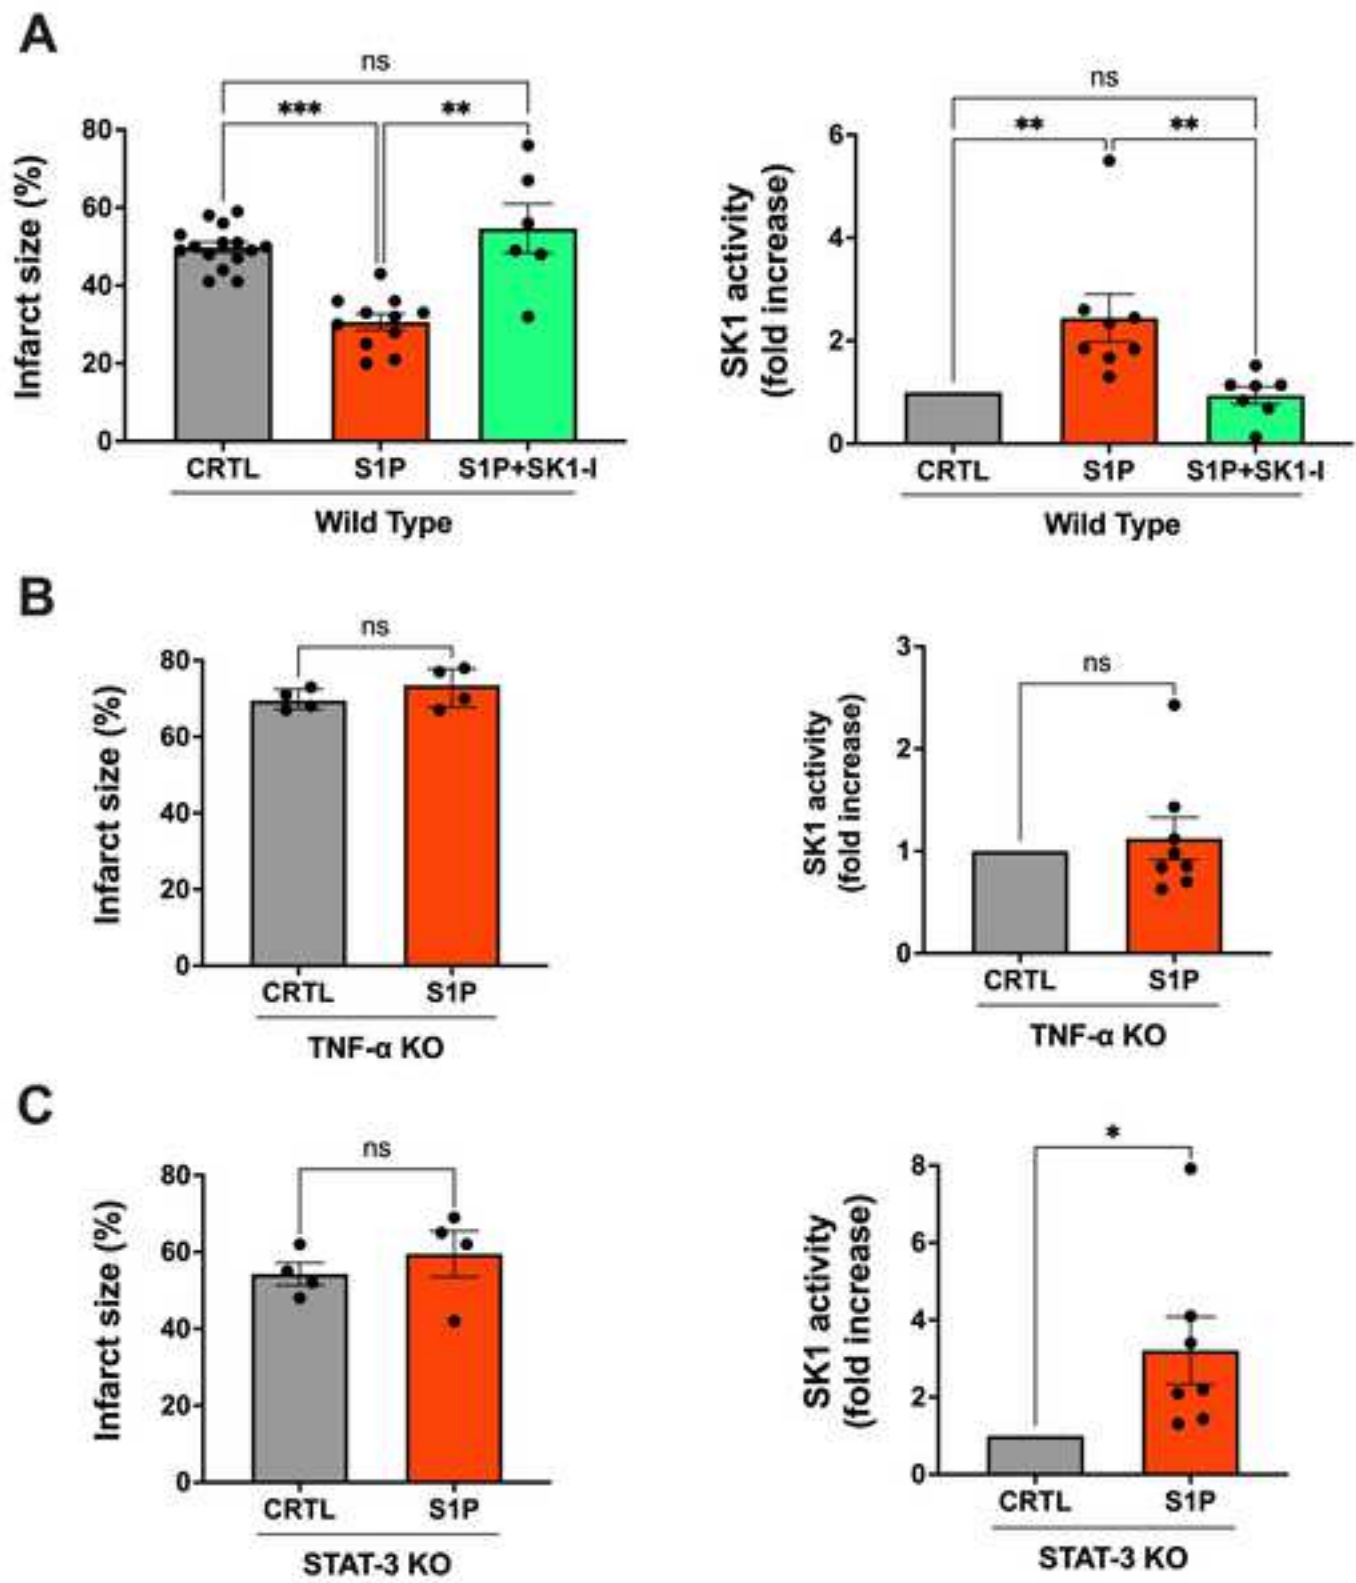 A
ns
*** **
Infarct size (%)
80
60
40
20
0
CRTL S1P S1P+SK1-I
Wild Type
ns
** **
SK1 activity
(fold increase)
6
4
2
0
CRTL S1P S1P+SK1-I
Wild Type
B
ns
Infarct size (%)
80
60
40
20
0
CRTL S1P
TNF-α KO
ns
SK1 activity
(fold increase)
3
2
1
0
CRTL S1P
TNF-α KO
C
ns
Infarct size (%)
80
60
40
20
0
CRTL S1P
STAT-3 KO
*
SK1 activity
(fold increase)
8
6
4
2
0
CRTL S1P
STAT-3 KO